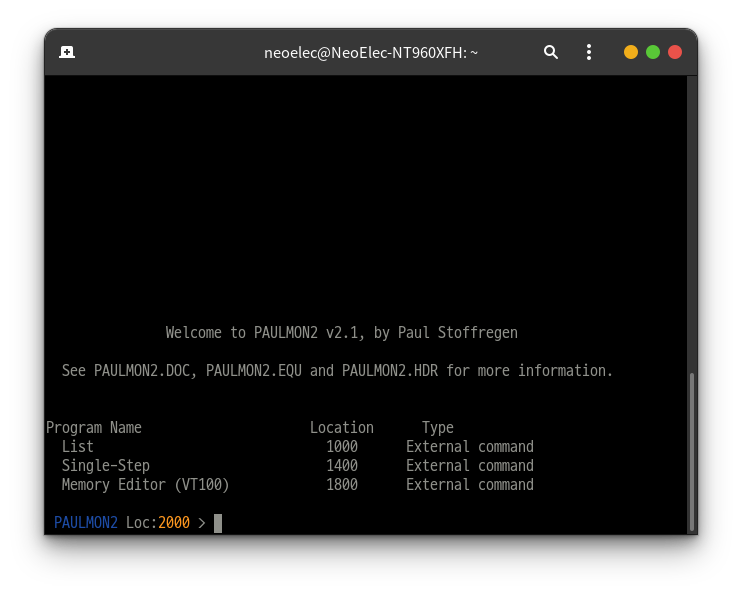 neoelec@NeoElec-NT960XFH: ~
Welcome to PAULMON2 v2.1, by Paul Stoffregen
See PAULMON2.DOC, PAULMON2.EQU and PAULMON2.HDR for more information.
Program Name Location Type
List 1000 External command
Single-Step 1400 External command
Memory Editor (VT100) 1800 External command
PAULMON2 Loc:2000 >